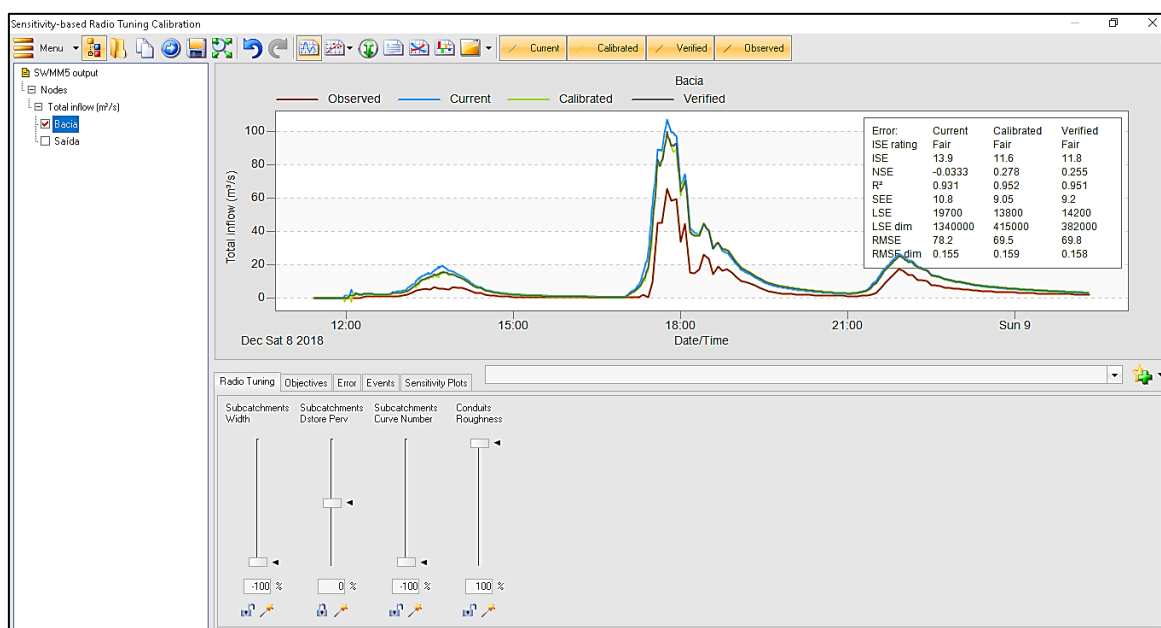 Sensitivity-based Radio Tuning Calibration
Menu Current Calibrated Verified Observed
SWMM5 output
Nodes
Total inflow (m³/s)
Bacia
Saída
Bacia
Observed Current Calibrated Verified
Error: Current Calibrated Verified
ISE rating Fair Fair Fair
ISE 13.9 11.6 11.8
NSE -0.0333 0.278 0.255
R² 0.931 0.952 0.951
SEE 10.8 9.05 9.2
LSE 19700 13800 14200
LSE dim 1340000 415000 382000
RMSE 78.2 69.5 69.8
RMSE dim 0.155 0.159 0.158
Total inflow (m³/s)
100
80
60
40
20
0
12:00 15:00 18:00 21:00 Sun 9
Dec Sat 8 2018 Date/Time
Radio Tuning Objectives Error Events Sensitivity Plots
Subcatchments Subcatchments Subcatchments Conduits
Width Dstore Perv Curve Number Roughness
-100 % 0 % -100 % 100 %